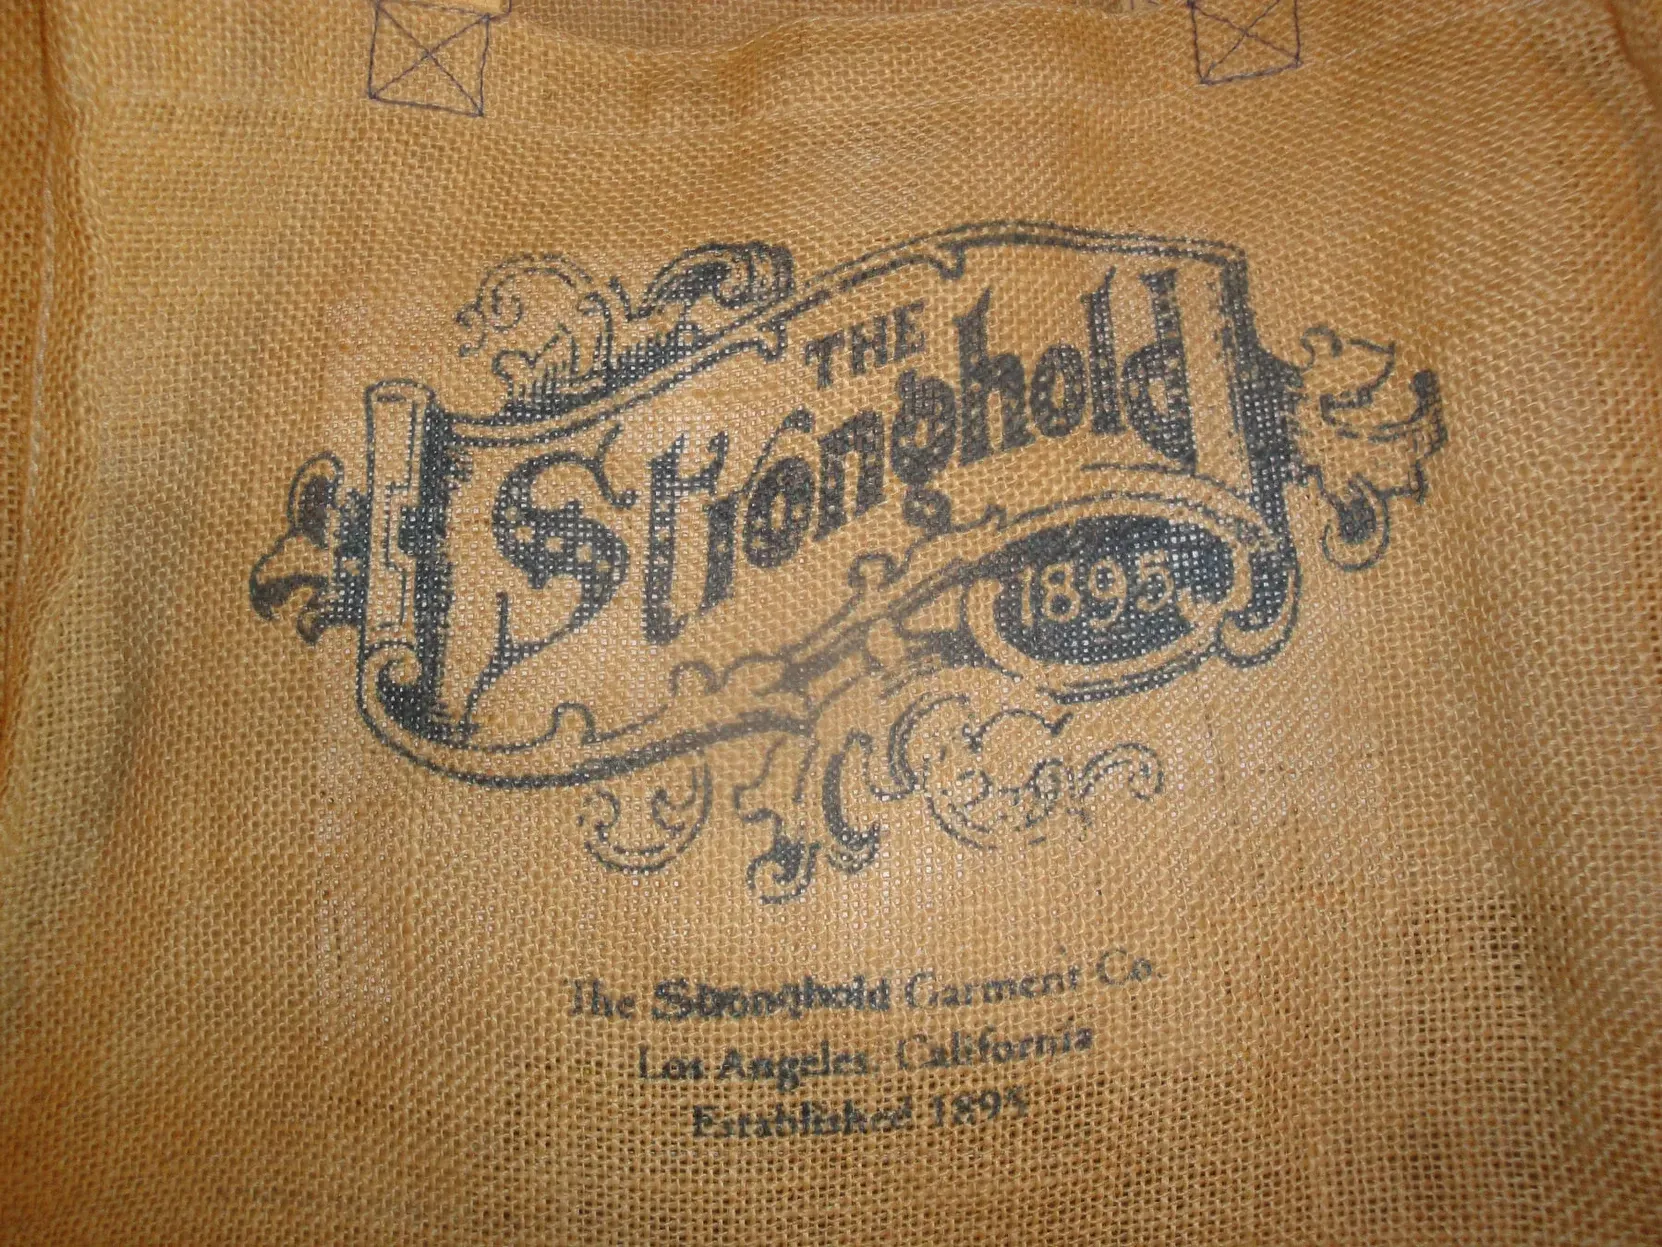 THE
Stronghold
1895
The Stronghold Garment Co.
Los Angeles, California
Established 1895